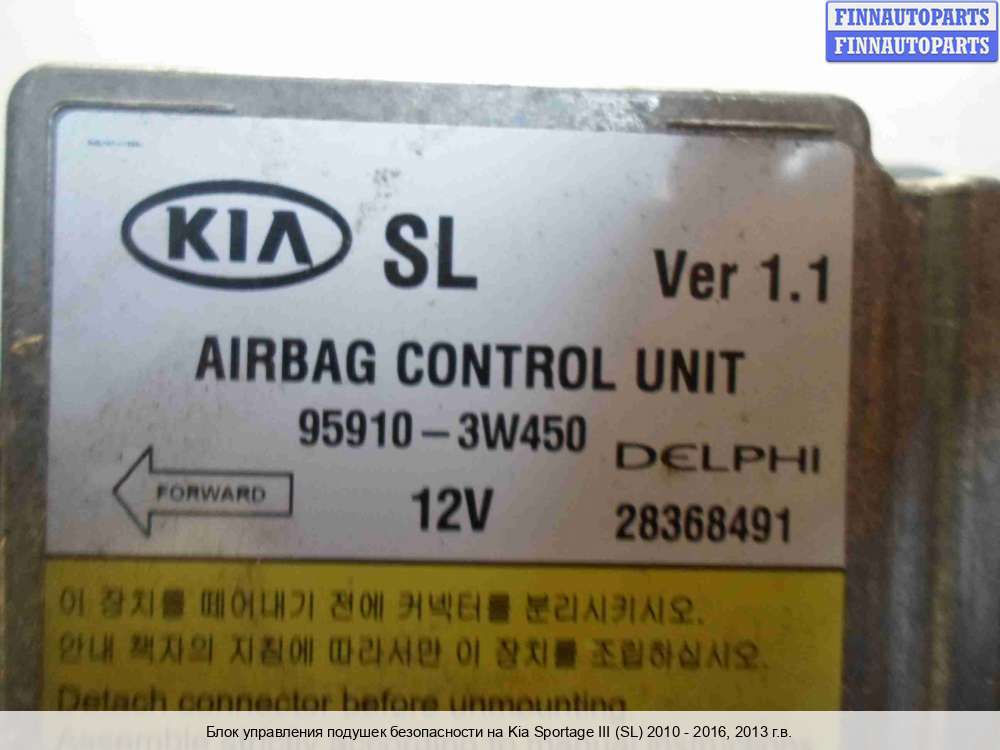 FINNAUTOPARTS
FINNAUTOPARTS
KIA SL Ver 1.1
AIRBAG CONTROL UNIT
95910-3W450
DELPHI
FORWARD 12V 28368491
이 장치를 떼어내기 전에 커넥터를 분리시키시오.
안내 책자의 지침에 따라서만 이 장치를 조립하십시오.
Detach connector before unmounting.
Блок управления подушек безопасности на Kia Sportage III (SL) 2010 - 2016, 2013 г.в.